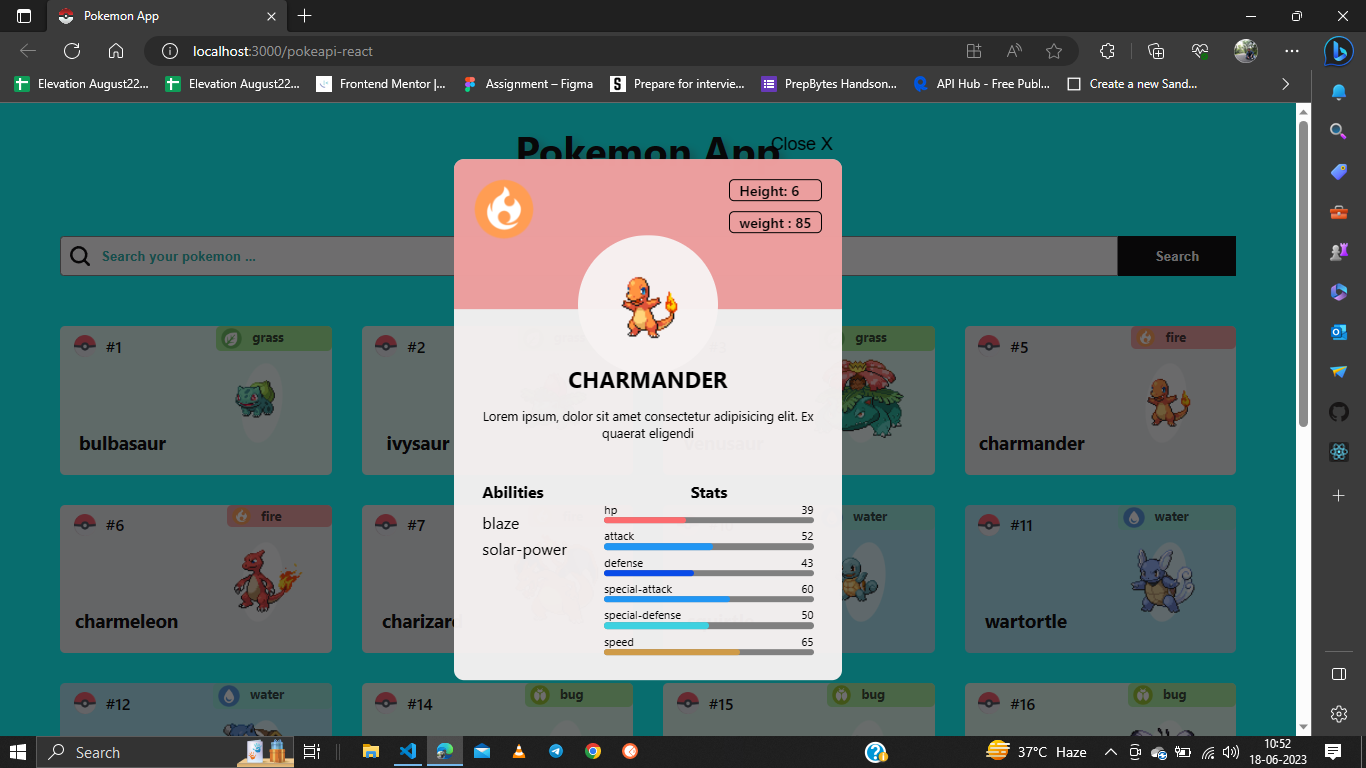 Pokemon App
localhost:3000/pokeapi-react
Elevation August22...
Elevation August22...
Frontend Mentor |...
Assignment – Figma
Prepare for intervie...
PrepBytes Handson...
API Hub - Free Publ...
Create a new Sand...
Pokemon App
Close X
Height: 6
weight : 85
Search your pokemon ...
Search
CHARMANDER
Lorem ipsum, dolor sit amet consectetur adipisicing elit. Ex
quaerat eligendi
Abilities
blaze
solar-power
Stats
hp 39
attack 52
defense 43
special-attack 60
special-defense 50
speed 65
#1 grass
bulbasaur
#2
ivysaur
grass
venusaur
#5 fire
charmander
#6 fire
charmeleon
#7
charizar
water
#11 water
wartortle
#12 water
#14 bug
#15 bug
#16 bug
Search
37°C Haze
10:52
18-06-2023